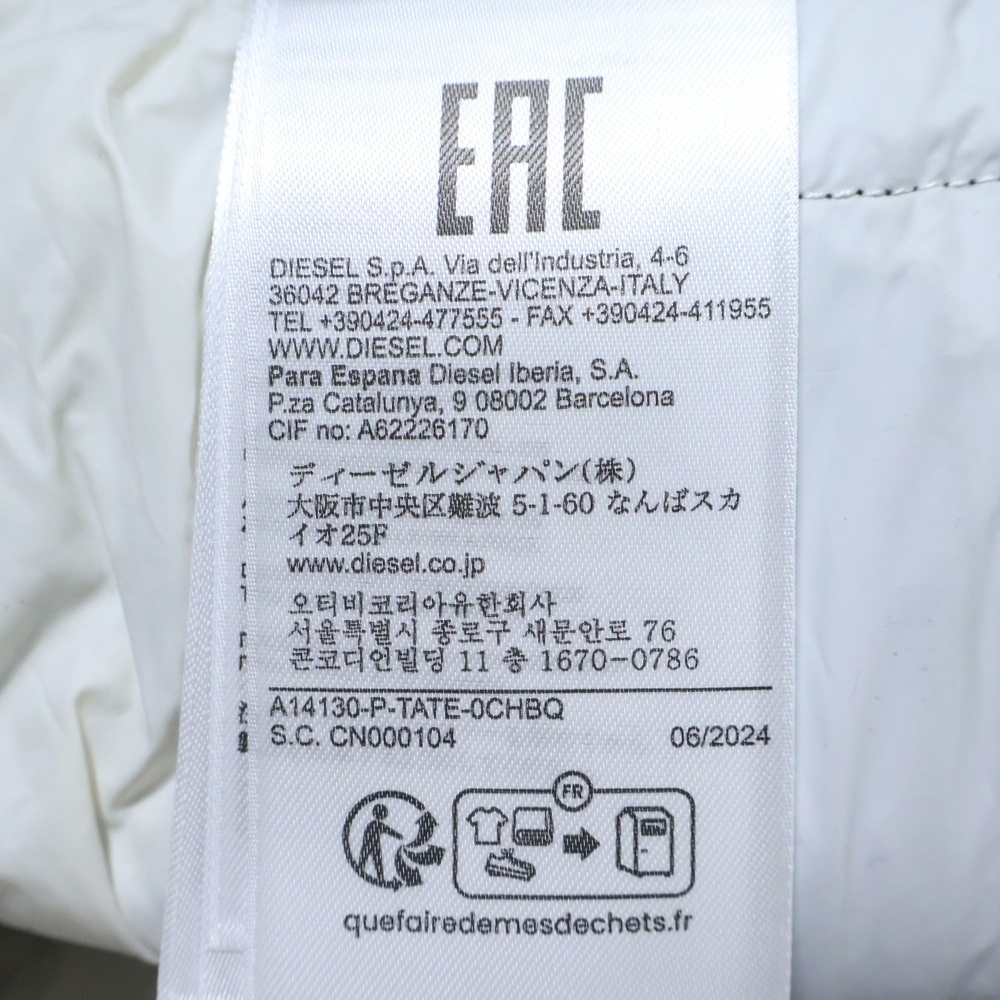 EAC
DIESEL S.p.A. Via dell'Industria, 4-6
36042 BREGANZE-VICENZA-ITALY
TEL +390424-477555 - FAX +390424-411955
WWW.DIESEL.COM
Para Espana Diesel Iberia, S.A.
P.za Catalunya, 9 08002 Barcelona
CIF no: A62226170
ディーゼルジャパン(株)
大阪市中央区難波 5-1-60 なんばスカ
イオ25F
www.diesel.co.jp
오티비코리아유한회사
서울특별시 종로구 새문안로 76
콘코디언빌딩 11 층 1670-0786
A14130-P-TATE-0CHBQ
S.C. CN000104 06/2024
FR
quefairedemesdechets.fr